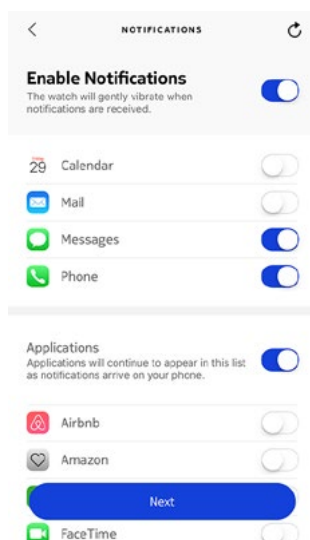 NOTIFICATIONS
Enable Notifications
The watch will gently vibrate when
notifications are received.
29 Calendar
Mail
Messages
Phone
Applications
Applications will continue to appear in this list
as notifications arrive on your phone.
Airbnb
Amazon
Next
FaceTime